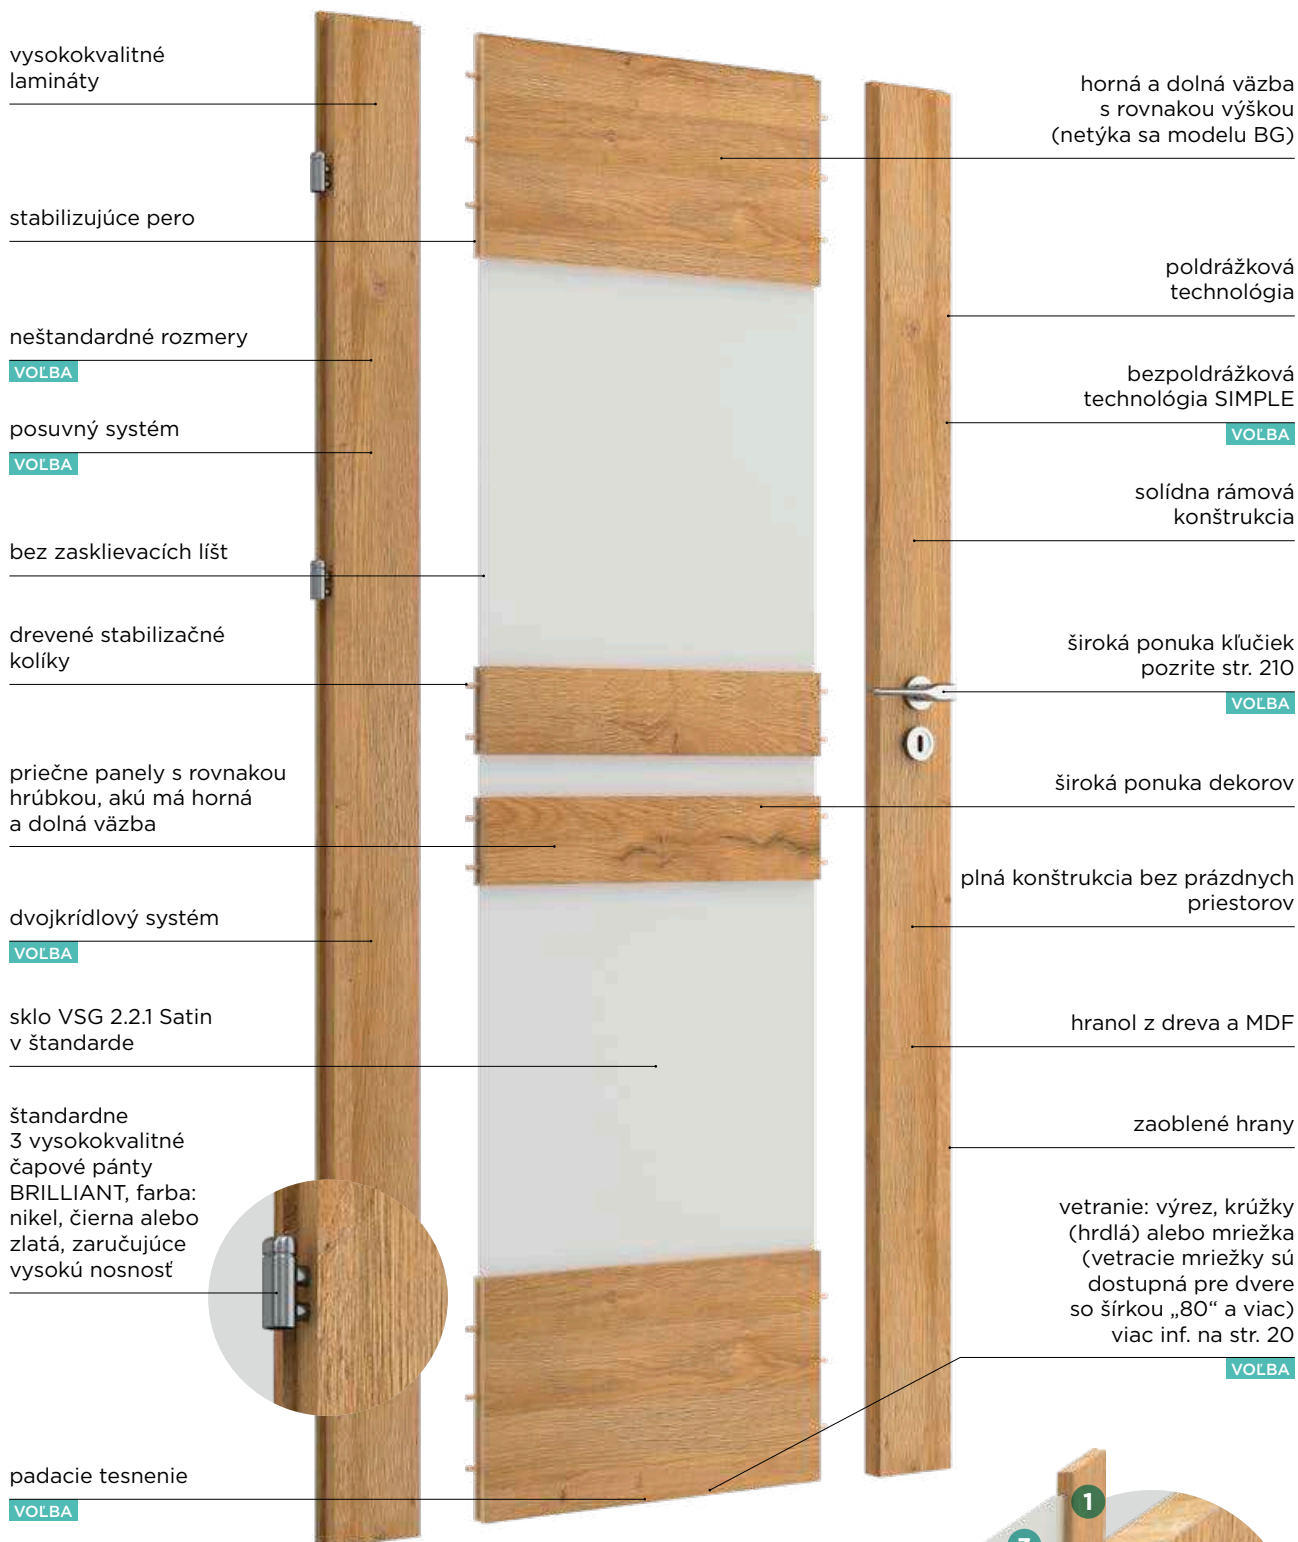 vysokokvalitné
lamináty
stabilizujúce pero
neštandardné rozmery
VOĽBA
posuvný systém
VOĽBA
bez zasklievacích líšt
drevené stabilizačné
kolíky
priečne panely s rovnakou
hrúbkou, akú má horná
a dolná väzba
dvojkrídlový systém
VOĽBA
sklo VSG 2.2.1 Satin
v štandarde
štandardne
3 vysokokvalitné
čapové pánty
BRILLIANT, farba:
nikel, čierna alebo
zlatá, zaručujúce
vysokú nosnosť
padacie tesnenie
VOĽBA
horná a dolná väzba
s rovnakou výškou
(netýka sa modelu BG)
poldrážková
technológia
bezpoldrážková
technológia SIMPLE
VOĽBA
solídna rámová
konštrukcia
široká ponuka kľučiek
pozrite str. 210
VOĽBA
široká ponuka dekorov
plná konštrukcia bez prázdnych
priestorov
hranol z dreva a MDF
zaoblené hrany
vetranie: výrez, krúžky
(hrdlá) alebo mriežka
(vetracie mriežky sú
dostupná pre dvere
so šírkou „80“ a viac)
viac inf. na str. 20
VOĽBA
1